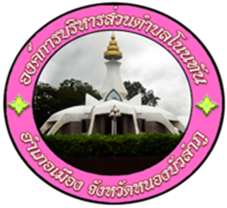 องค์การบริหารส่วนตำบลโนนทัน
อำเภอเมือง จังหวัดหนองบัวลำภู